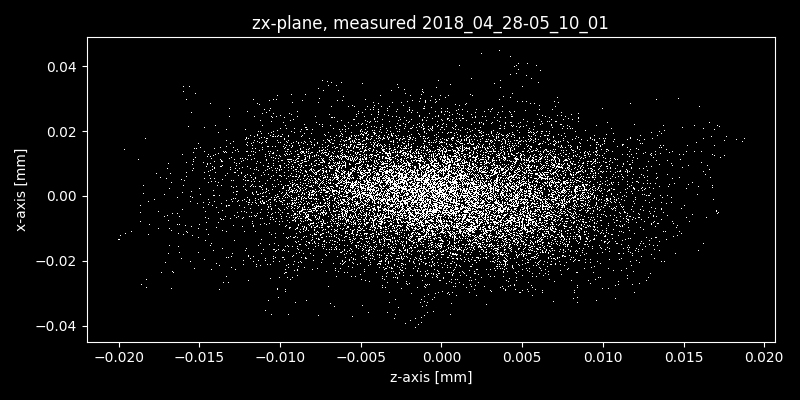 zx-plane, measured 2018_04_28-05_10_01
x-axis [mm]
0.04
0.02
0.00
−0.02
−0.04
−0.020 −0.015 −0.010 −0.005 0.000 0.005 0.010 0.015 0.020
z-axis [mm]